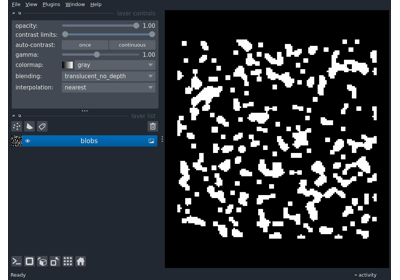 File View Plugins Window Help
layer controls
opacity: 1.00
contrast limits:
auto-contrast: once continuous
gamma: 1.00
colormap: gray
blending: translucent_no_depth
interpolation: nearest
layer list
blobs
Ready
activity